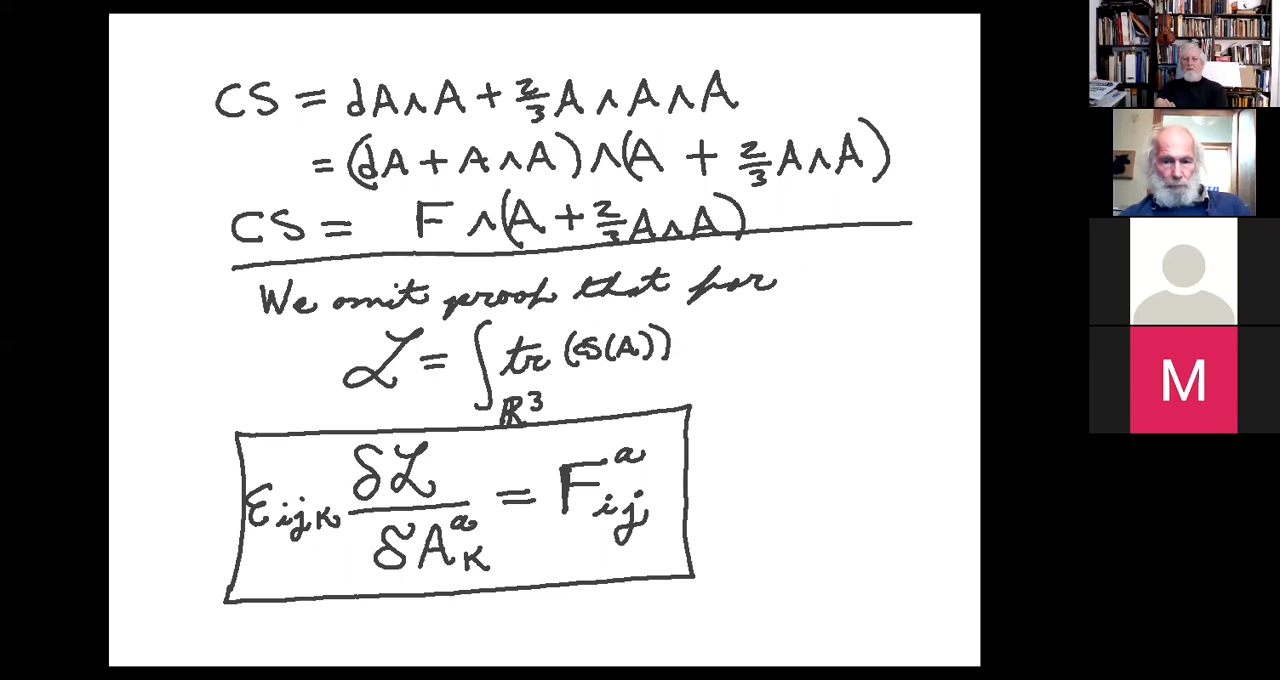 CS = dA∧A + 2/3 A∧A∧A
= (dA + A∧A)∧(A + 2/3 A∧A)
CS = F∧(A + 2/3 A∧A)
We omit proof that for
ℒ = ∫_{ℝ³} tr(CS(A))
ε_{ijk} δℒ/δA^a_k = F^a_{ij}
M